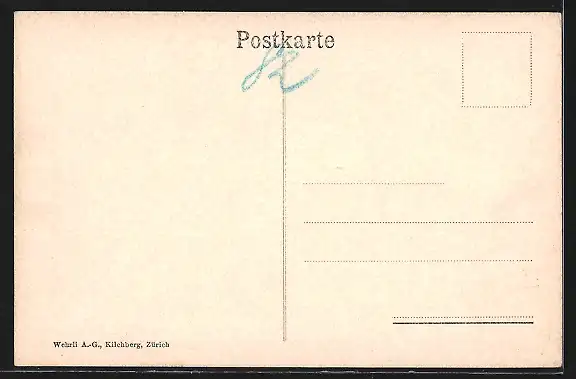 Postkarte
Wehrli A.-G., Kilchberg, Zürich